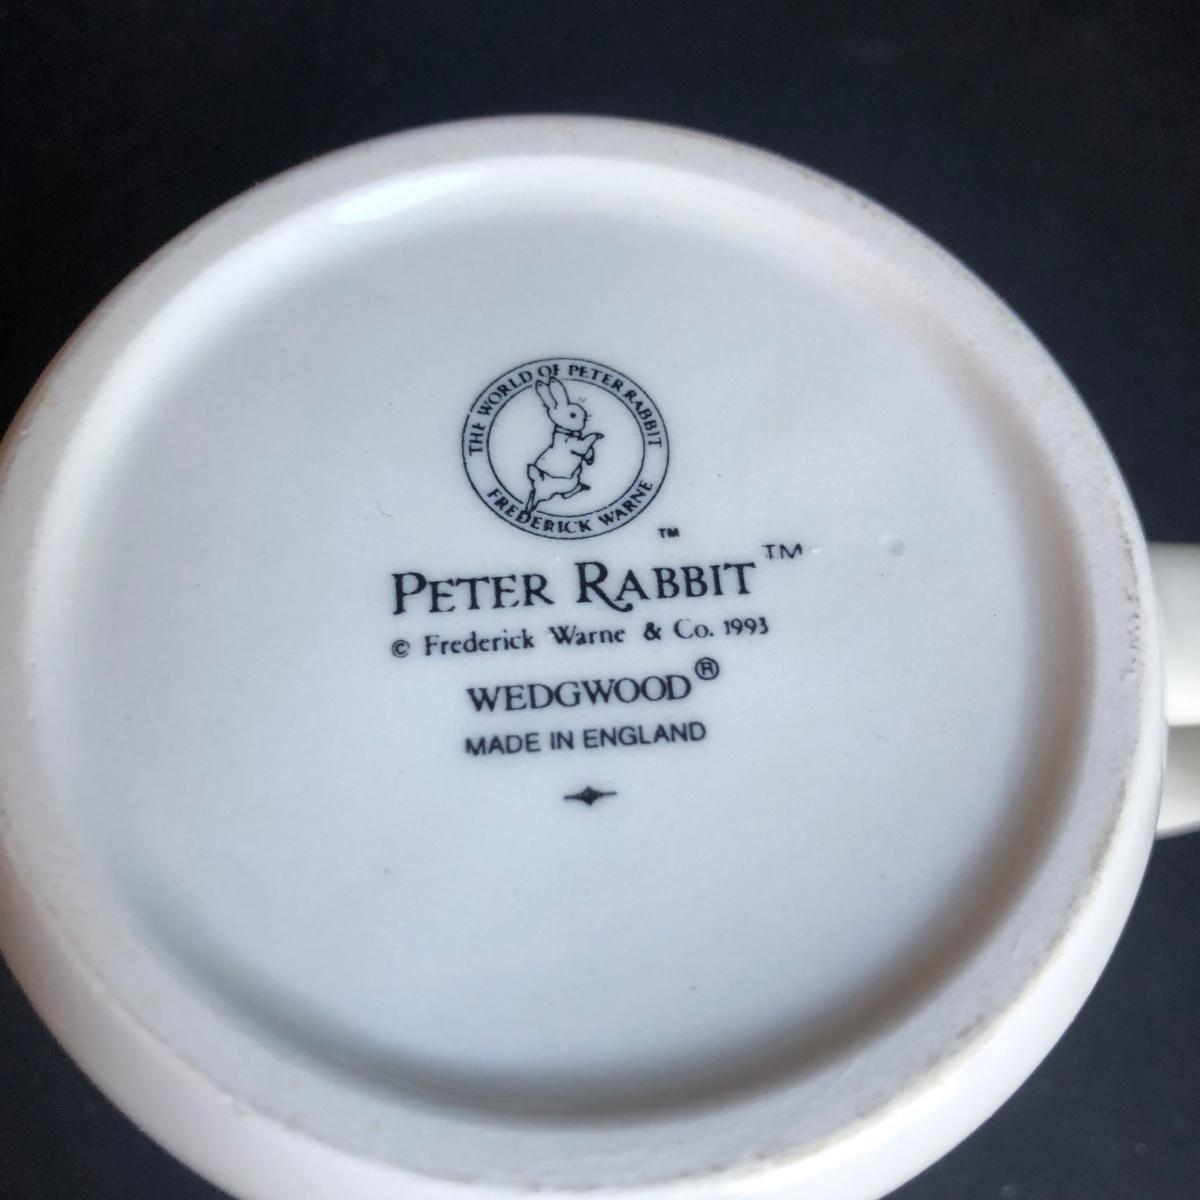 THE WORLD OF PETER RABBIT
FREDERICK WARNE
TM
PETER RABBIT™
© Frederick Warne & Co. 1993
WEDGWOOD®
MADE IN ENGLAND